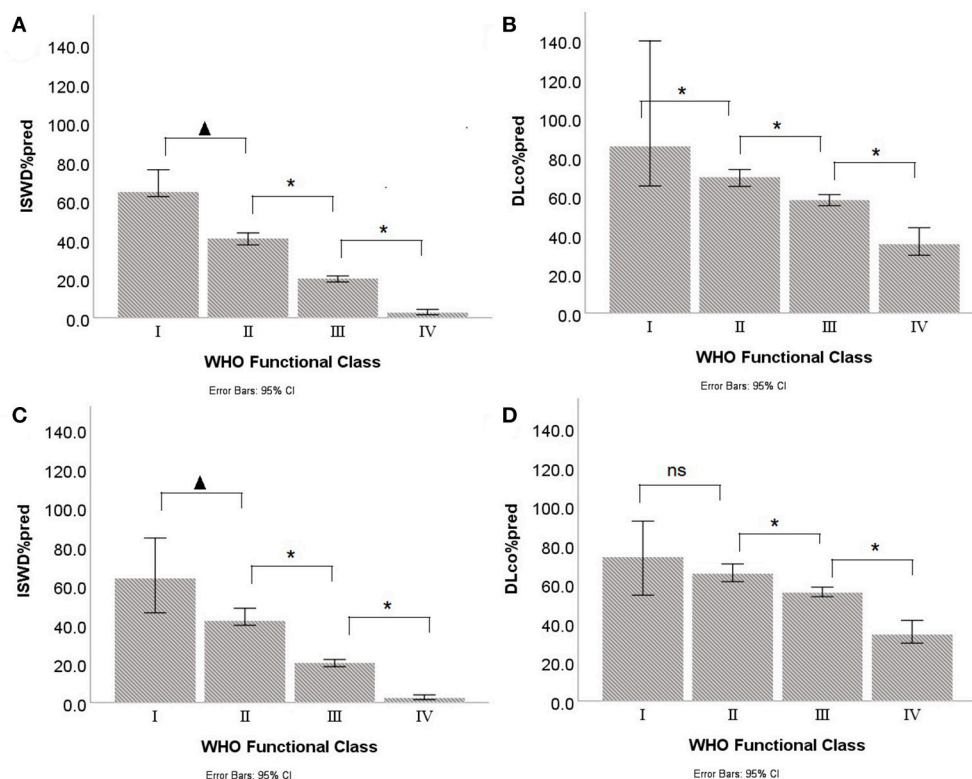 A
ISWD%pred
140.0
120.0
100.0
80.0
60.0
40.0
20.0
0.0
▲
*
*
I II III IV
WHO Functional Class
Error Bars: 95% CI
B
DLco%pred
140.0
120.0
100.0
80.0
60.0
40.0
20.0
0.0
*
*
*
I II III IV
WHO Functional Class
Error Bars: 95% CI
C
ISWD%pred
140.0
120.0
100.0
80.0
60.0
40.0
20.0
0.0
▲
*
*
I II III IV
WHO Functional Class
Error Bars: 95% CI
D
DLco%pred
140.0
120.0
100.0
80.0
60.0
40.0
20.0
0.0
ns
*
*
I II III IV
WHO Functional Class
Error Bars: 95% CI